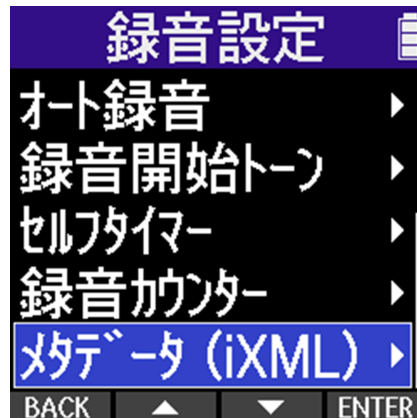 録音設定
オート録音
録音開始トーン
セルフタイマー
録音カウンター
メタデータ（iXML）
BACK ENTER